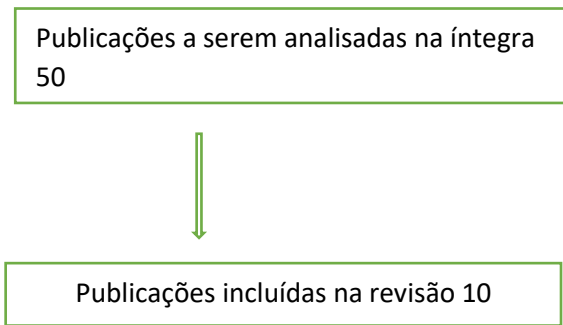 Publicações a serem analisadas na íntegra
50
Publicações incluídas na revisão 10